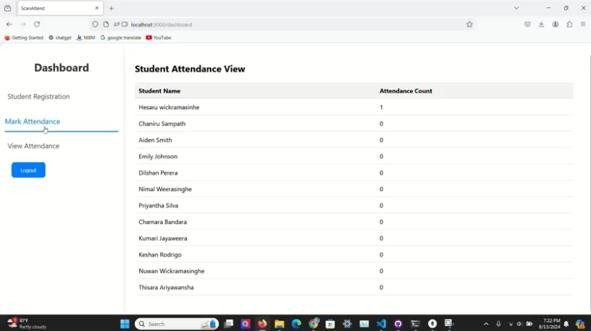 ScanAttend
localhost:3000/dashboard
Getting Started chatgpt NIBM google translate YouTube
Dashboard
Student Registration
Mark Attendance
View Attendance
Logout
Student Attendance View
Student Name Attendance Count
Hesaru wickramasinhe 1
Chaniru Sampath 0
Aiden Smith 0
Emily Johnson 0
Dilshan Perera 0
Nimal Weerasinghe 0
Priyantha Silva 0
Chamara Bandara 0
Kumari Jayaweera 0
Keshan Rodrigo 0
Nuwan Wickramasinghe 0
Thisara Ariyawansha 0
Partly cloudy
Search
7:22 PM
9/13/2024